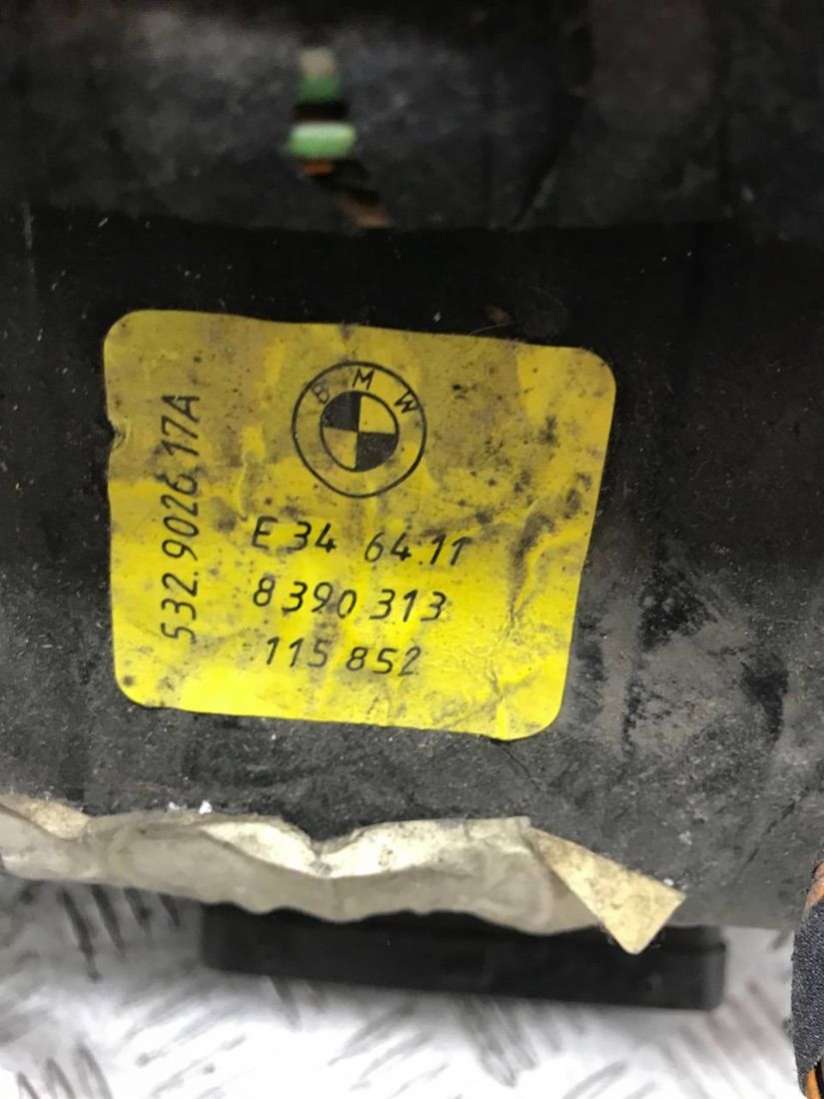 BMW
532.9026.17A
E 34 64.11
8 390 313
115 852